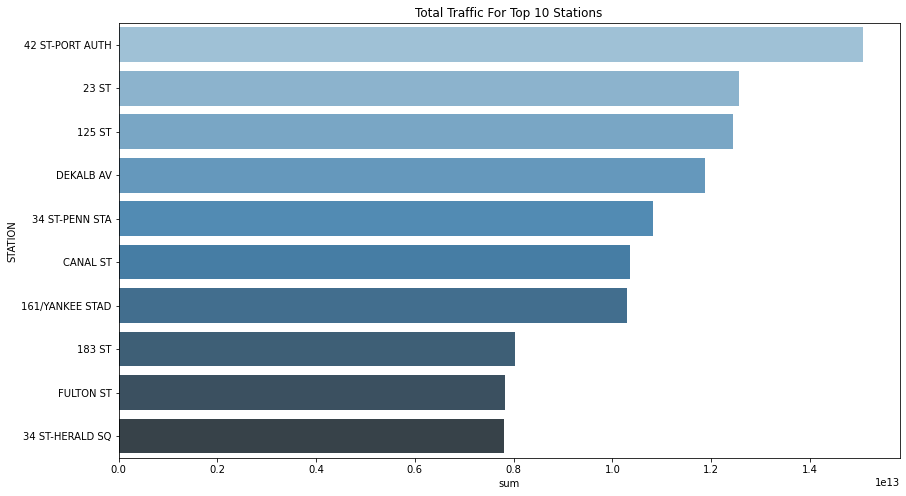 Total Traffic For Top 10 Stations
STATION
42 ST-PORT AUTH
23 ST
125 ST
DEKALB AV
34 ST-PENN STA
CANAL ST
161/YANKEE STAD
183 ST
FULTON ST
34 ST-HERALD SQ
0.0 0.2 0.4 0.6 0.8 1.0 1.2 1.4
sum
1e13